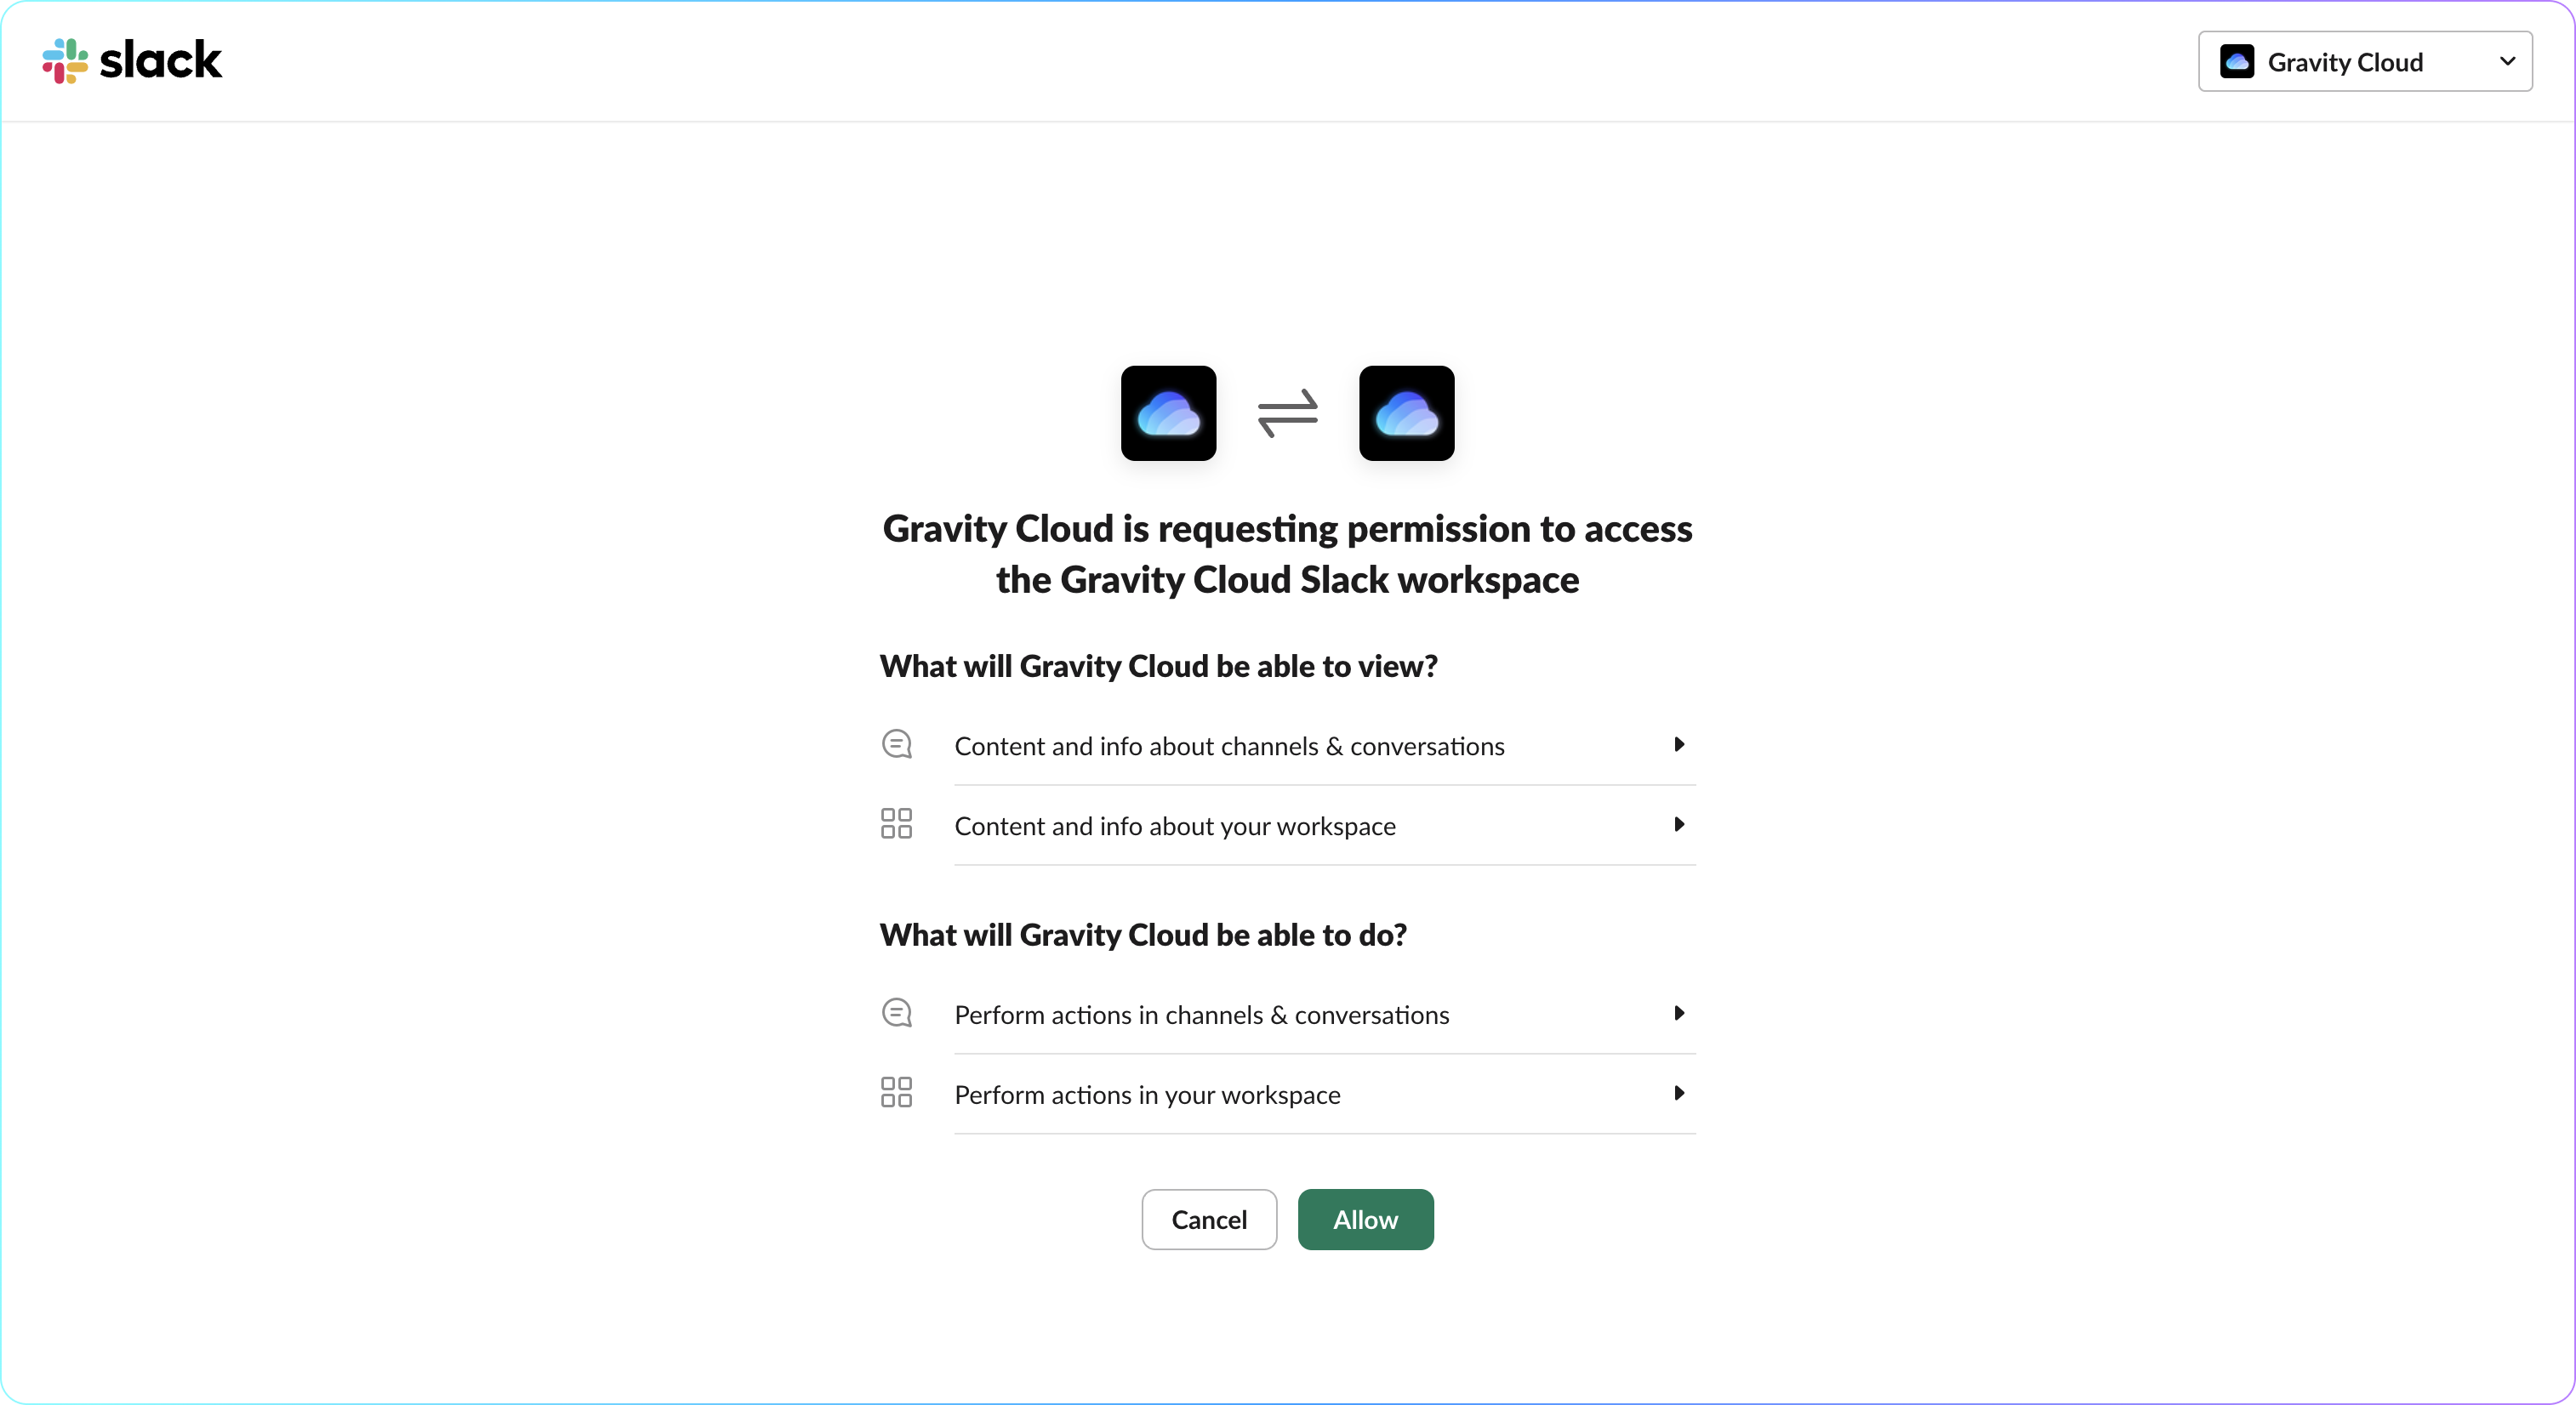 slack
Gravity Cloud
Gravity Cloud is requesting permission to access
the Gravity Cloud Slack workspace
What will Gravity Cloud be able to view?
Content and info about channels & conversations
Content and info about your workspace
What will Gravity Cloud be able to do?
Perform actions in channels & conversations
Perform actions in your workspace
Cancel
Allow